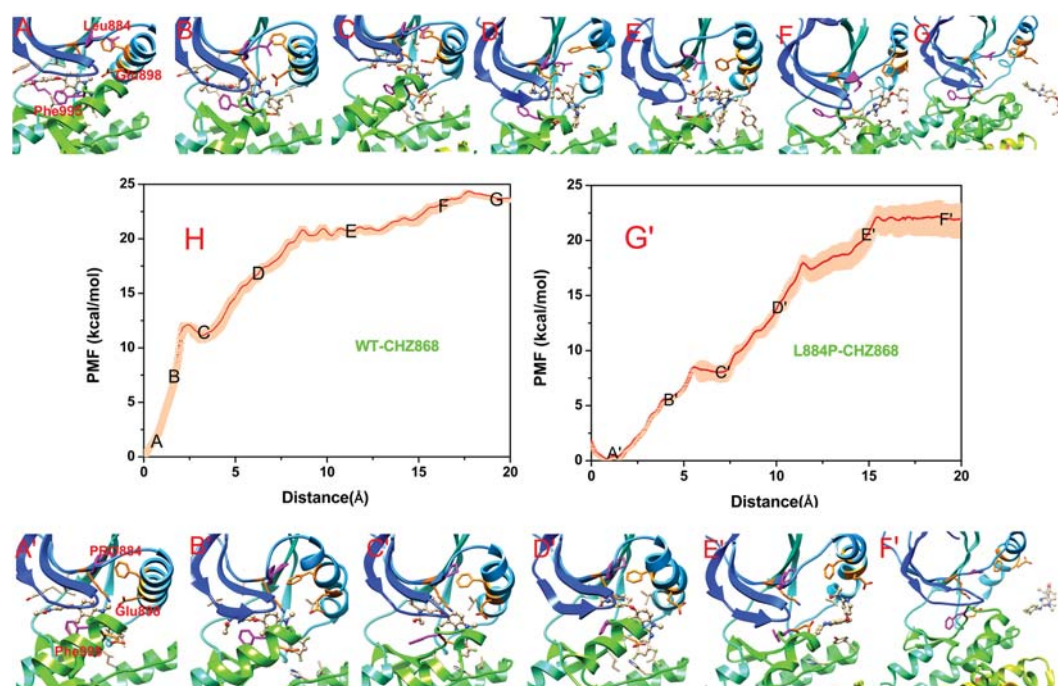 A B C D E F G
Leu884
Glu898
Phe995
25
20
15
10
5
0
PMF (kcal/mol)
H
A B C D E F G
WT-CHZ868
0 5 10 15 20
Distance(Å)
25
20
15
10
5
0
PMF (kcal/mol)
G'
A' B' C' D' E' F'
L884P-CHZ868
0 5 10 15 20
Distance(Å)
A' B' C' D' E' F'
PRO884
Glu898
Phe995